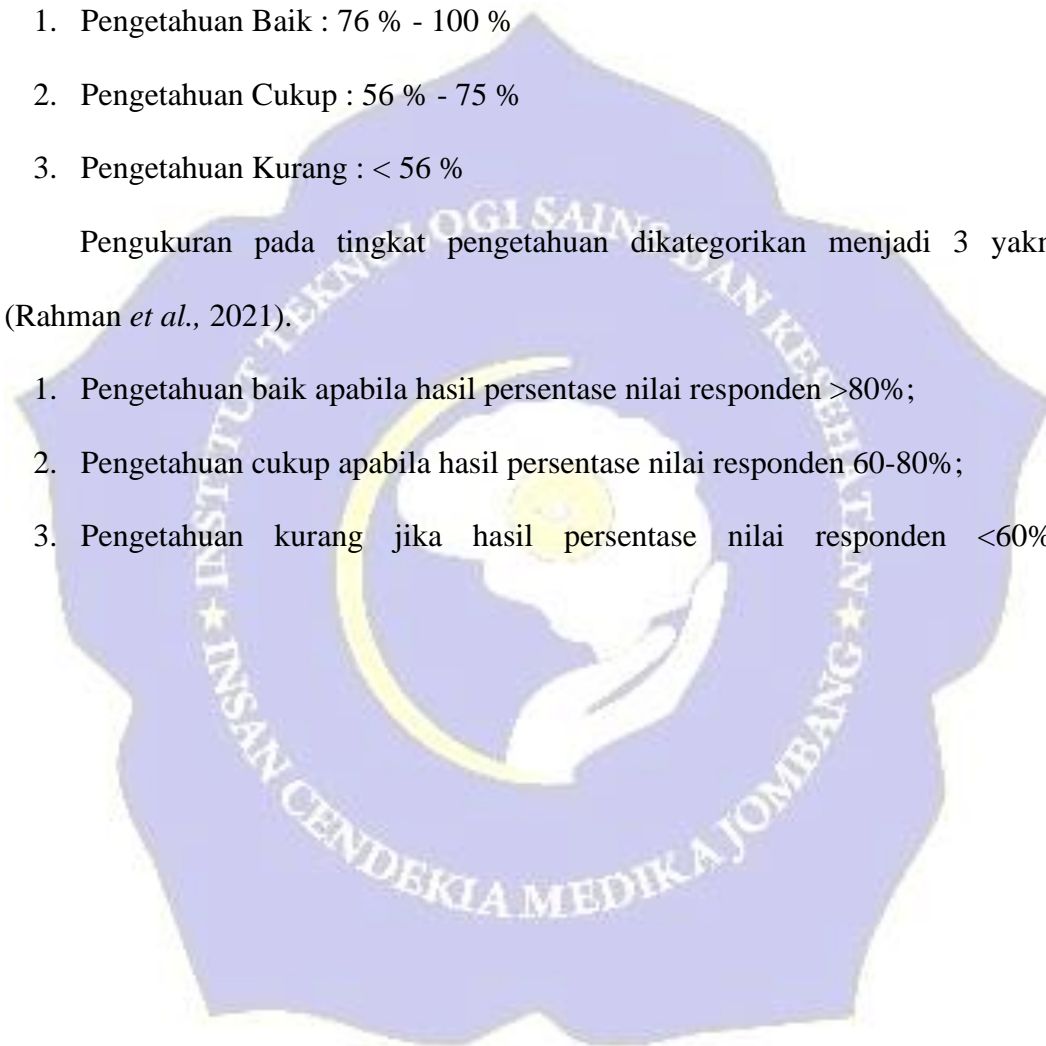 1. Pengetahuan Baik : 76 % - 100 %
2. Pengetahuan Cukup : 56 % - 75 %
3. Pengetahuan Kurang : < 56 %
Pengukuran pada tingkat pengetahuan dikategorikan menjadi 3 yakn
(Rahman et al., 2021).
1. Pengetahuan baik apabila hasil persentase nilai responden >80%;
2. Pengetahuan cukup apabila hasil persentase nilai responden 60-80%;
3. Pengetahuan kurang jika hasil persentase nilai responden <60%
INSTITUT TEKNOLOGI SAINS DAN KESEHATAN
INSAN CENDEKIA MEDIKA JOMBANG